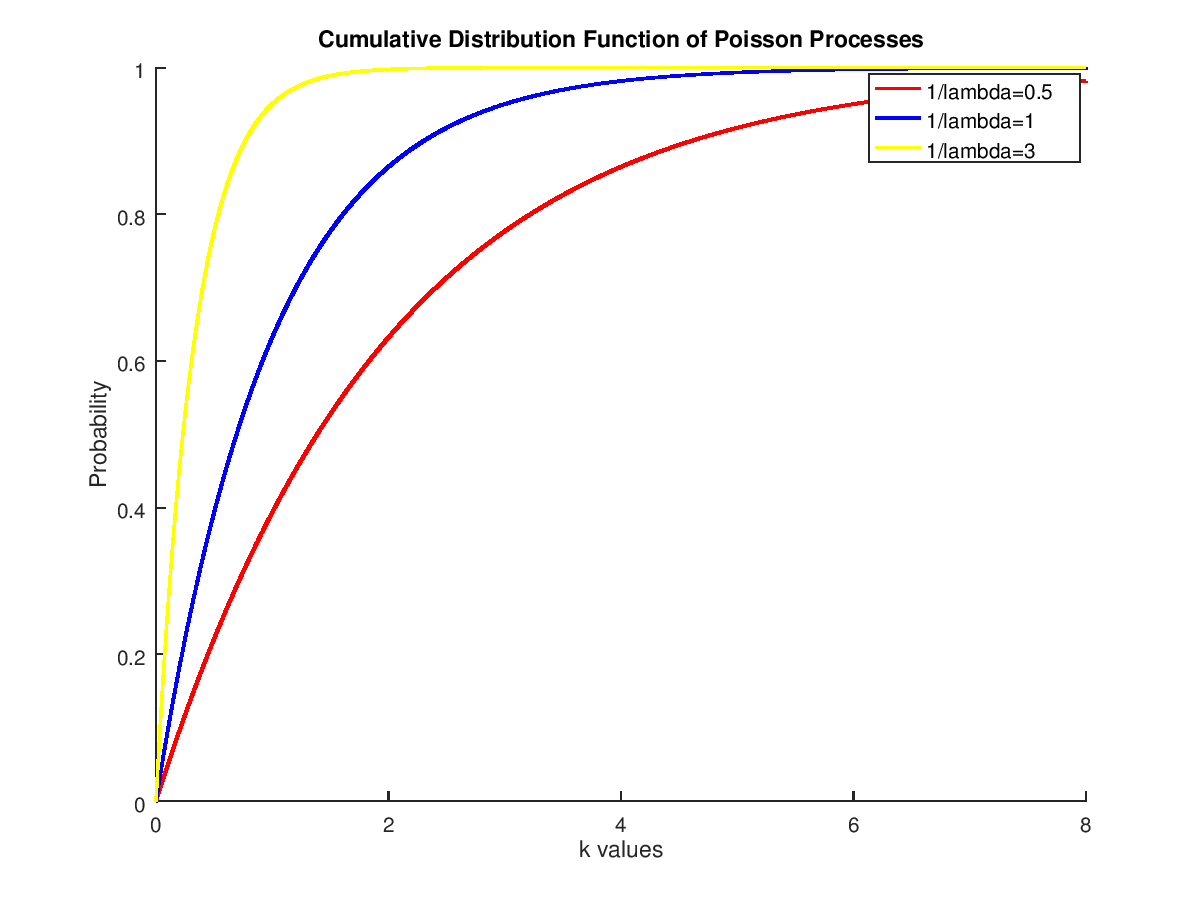 Cumulative Distribution Function of Poisson Processes
1
0.8
0.6
0.4
0.2
0
Probability
1/lambda=0.5
1/lambda=1
1/lambda=3
0 2 4 6 8
k values